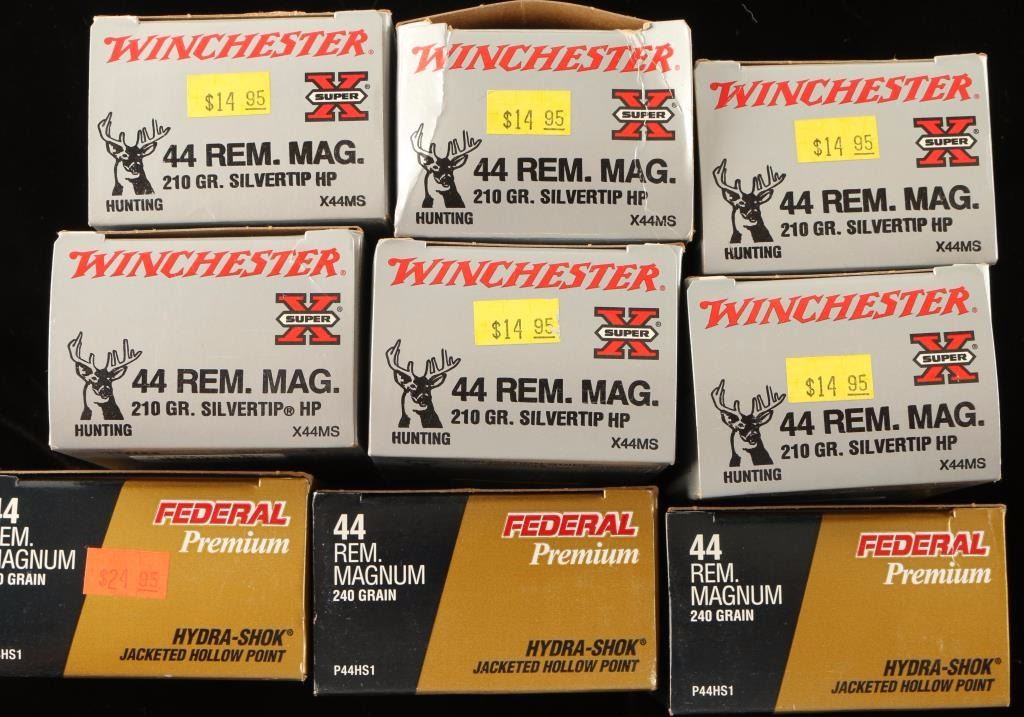 WINCHESTER®
$14 95
SUPER X®
44 REM. MAG.
210 GR. SILVERTIP HP
HUNTING
X44MS
WINCHESTER®
$14 95
SUPER X®
44 REM. MAG.
210 GR. SILVERTIP HP
HUNTING
X44MS
WINCHESTER®
$14 95
SUPER X®
44 REM. MAG.
210 GR. SILVERTIP HP
HUNTING
X44MS
WINCHESTER®
SUPER X®
44 REM. MAG.
210 GR. SILVERTIP® HP
HUNTING
X44MS
WINCHESTER®
$14 95
SUPER X®
44 REM. MAG.
210 GR. SILVERTIP HP
HUNTING
X44MS
WINCHESTER®
$14 95
SUPER X®
44 REM. MAG.
210 GR. SILVERTIP HP
HUNTING
X44MS
44
EM.
AGNUM
0 GRAIN
FEDERAL
Premium
$24 95
HYDRA-SHOK®
JACKETED HOLLOW POINT
HS1
44
REM.
MAGNUM
240 GRAIN
FEDERAL
Premium
HYDRA-SHOK®
JACKETED HOLLOW POINT
P44HS1
44
REM.
MAGNUM
240 GRAIN
FEDERAL
Premium
HYDRA-SHOK®
JACKETED HOLLOW POINT
P44HS1